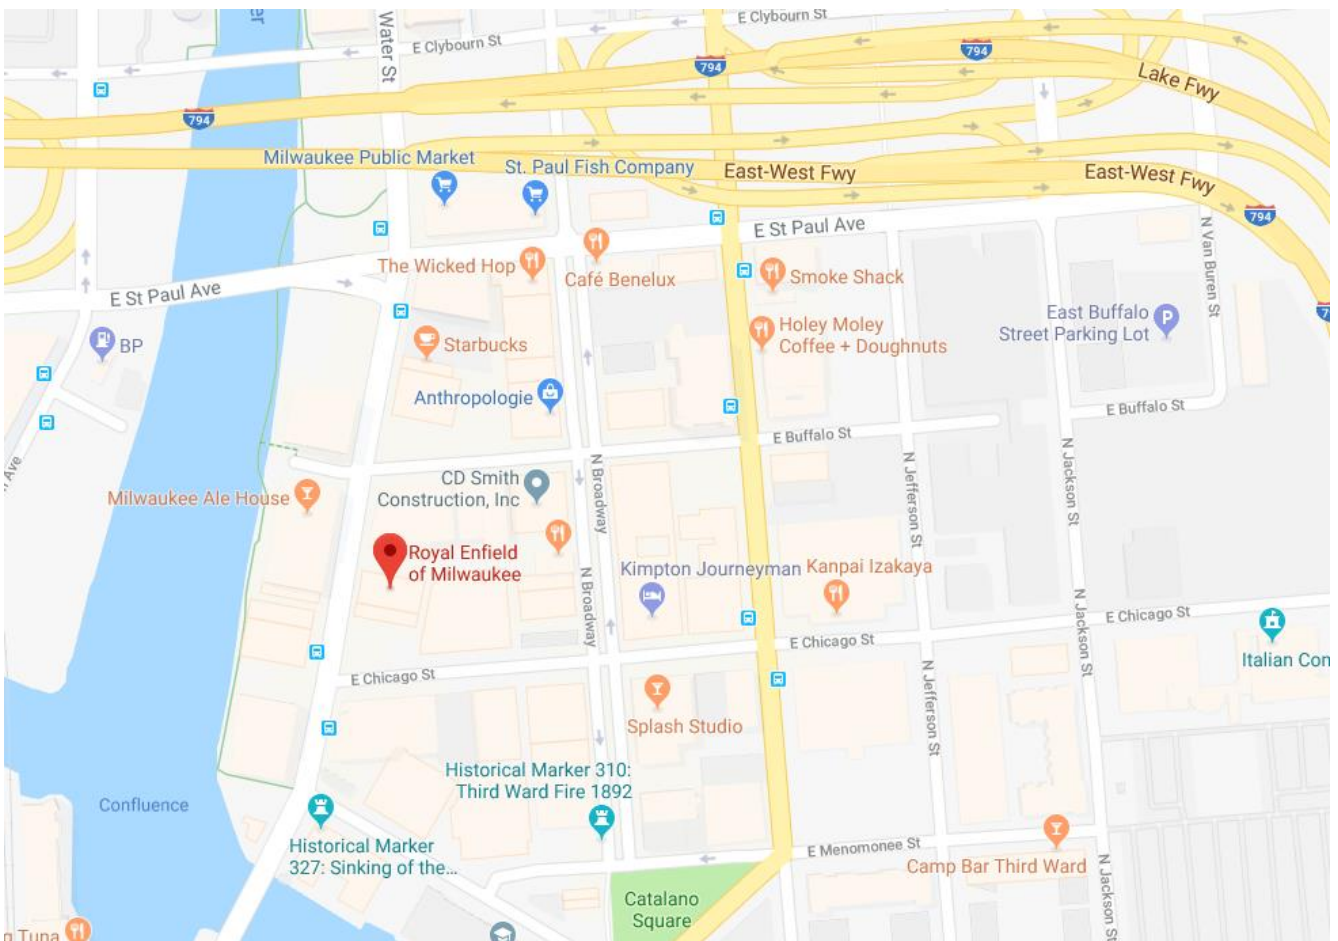 E Clybourn St
Water St
E Clybourn St
794
794
794
Lake Fwy
Milwaukee Public Market
St. Paul Fish Company
East-West Fwy
East-West Fwy
794
E St Paul Ave
N Van Buren St
The Wicked Hop
Café Benelux
Smoke Shack
E St Paul Ave
BP
Starbucks
Holey Moley
Coffee + Doughnuts
East Buffalo
Street Parking Lot
P
Anthropologie
E Buffalo St
E Buffalo St
Ave
CD Smith
Construction, Inc
N Broadway
N Jefferson St
N Jackson St
Milwaukee Ale House
Royal Enfield
of Milwaukee
Kimpton Journeyman
Kanpai Izakaya
N Broadway
N Jackson St
E Chicago St
E Chicago St
E Chicago St
Italian Con
N Jefferson St
Splash Studio
Historical Marker 310:
Third Ward Fire 1892
Confluence
Historical Marker
327: Sinking of the...
E Menomonee St
Camp Bar Third Ward
N Jackson St
Catalano
Square
Tuna